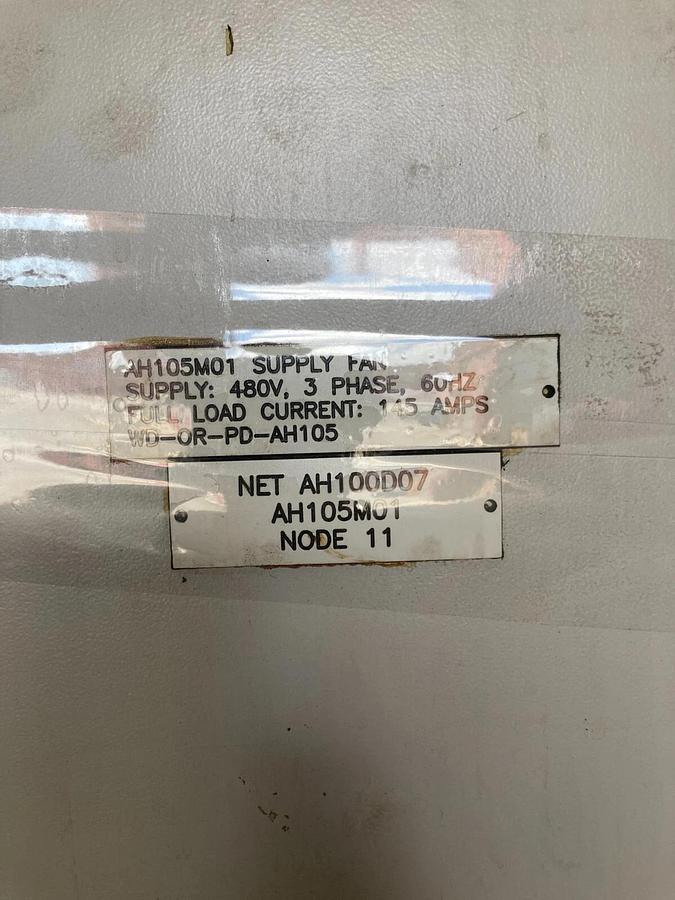 AH105M01 SUPPLY FAN
SUPPLY: 480V, 3 PHASE, 60HZ
FULL LOAD CURRENT: 145 AMPS
WD-OR-PD-AH105
NET AH100D07
AH105M01
NODE 11